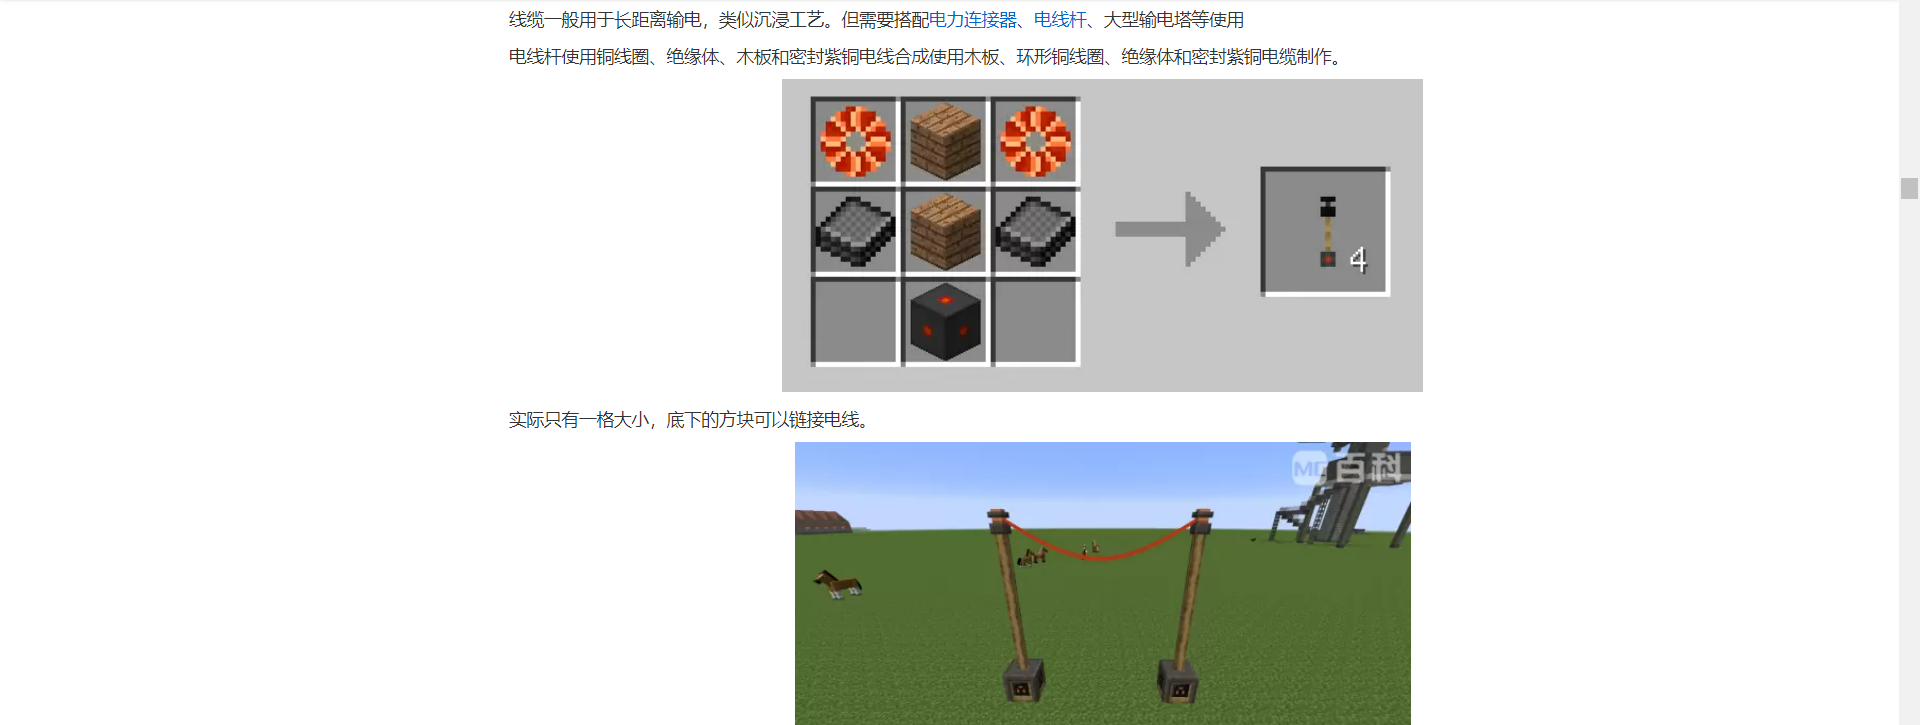 线缆一般用于长距离输电，类似沉浸工艺。但需要搭配电力连接器、电线杆、大型输电塔等使用
电线杆使用铜线圈、绝缘体、木板和密封紫铜电线合成使用木板、环形铜线圈、绝缘体和密封紫铜电缆制作。
4
实际只有一格大小，底下的方块可以链接电线。
MC百科